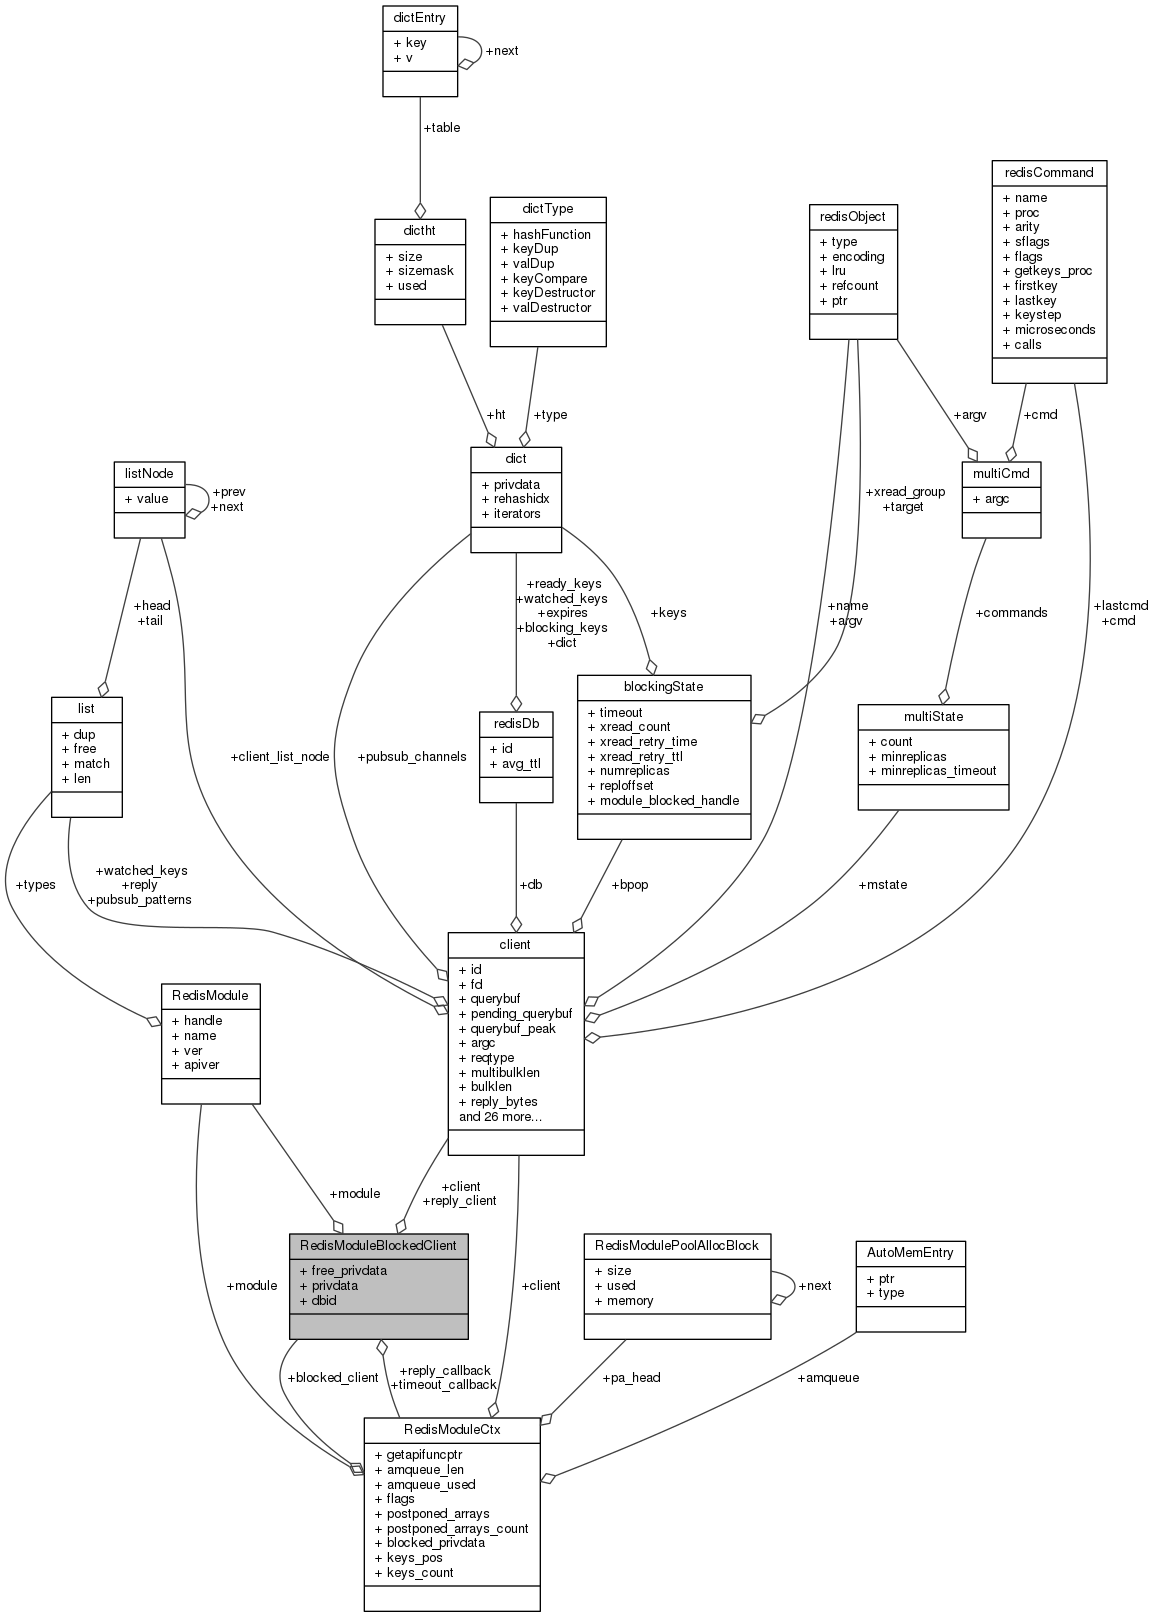 dictEntry
+ key
+ v
+next
+table
redisCommand
+ name
+ proc
+ arity
+ sflags
+ flags
+ getkeys_proc
+ firstkey
+ lastkey
+ keystep
+ microseconds
+ calls
dictType
+ hashFunction
+ keyDup
+ valDup
+ keyCompare
+ keyDestructor
+ valDestructor
redisObject
+ type
+ encoding
+ lru
+ refcount
+ ptr
dictht
+ size
+ sizemask
+ used
+ht
+type
+argv
+cmd
dict
+ privdata
+ rehashidx
+ iterators
listNode
+ value
+prev
+next
+xread_group
+target
multiCmd
+ argc
+head
+tail
+ready_keys
+watched_keys
+expires
+blocking_keys
+dict
+keys
+name
+argv
+commands
+lastcmd
+cmd
list
+ dup
+ free
+ match
+ len
+client_list_node
+pubsub_channels
redisDb
+ id
+ avg_ttl
blockingState
+ timeout
+ xread_count
+ xread_retry_time
+ xread_retry_ttl
+ numreplicas
+ reploffset
+ module_blocked_handle
multiState
+ count
+ minreplicas
+ minreplicas_timeout
+types
+watched_keys
+reply
+pubsub_patterns
+db
+bpop
+mstate
client
+ id
+ fd
+ querybuf
+ pending_querybuf
+ querybuf_peak
+ argc
+ reqtype
+ multibulklen
+ bulklen
+ reply_bytes
and 26 more...
RedisModule
+ handle
+ name
+ ver
+ apiver
+module
+client
+reply_client
RedisModuleBlockedClient
+ free_privdata
+ privdata
+ dbid
RedisModulePoolAllocBlock
+ size
+ used
+ memory
+next
AutoMemEntry
+ ptr
+ type
+module
+client
+blocked_client
+reply_callback
+timeout_callback
+pa_head
+amqueue
RedisModuleCtx
+ getapifuncptr
+ amqueue_len
+ amqueue_used
+ flags
+ postponed_arrays
+ postponed_arrays_count
+ blocked_privdata
+ keys_pos
+ keys_count